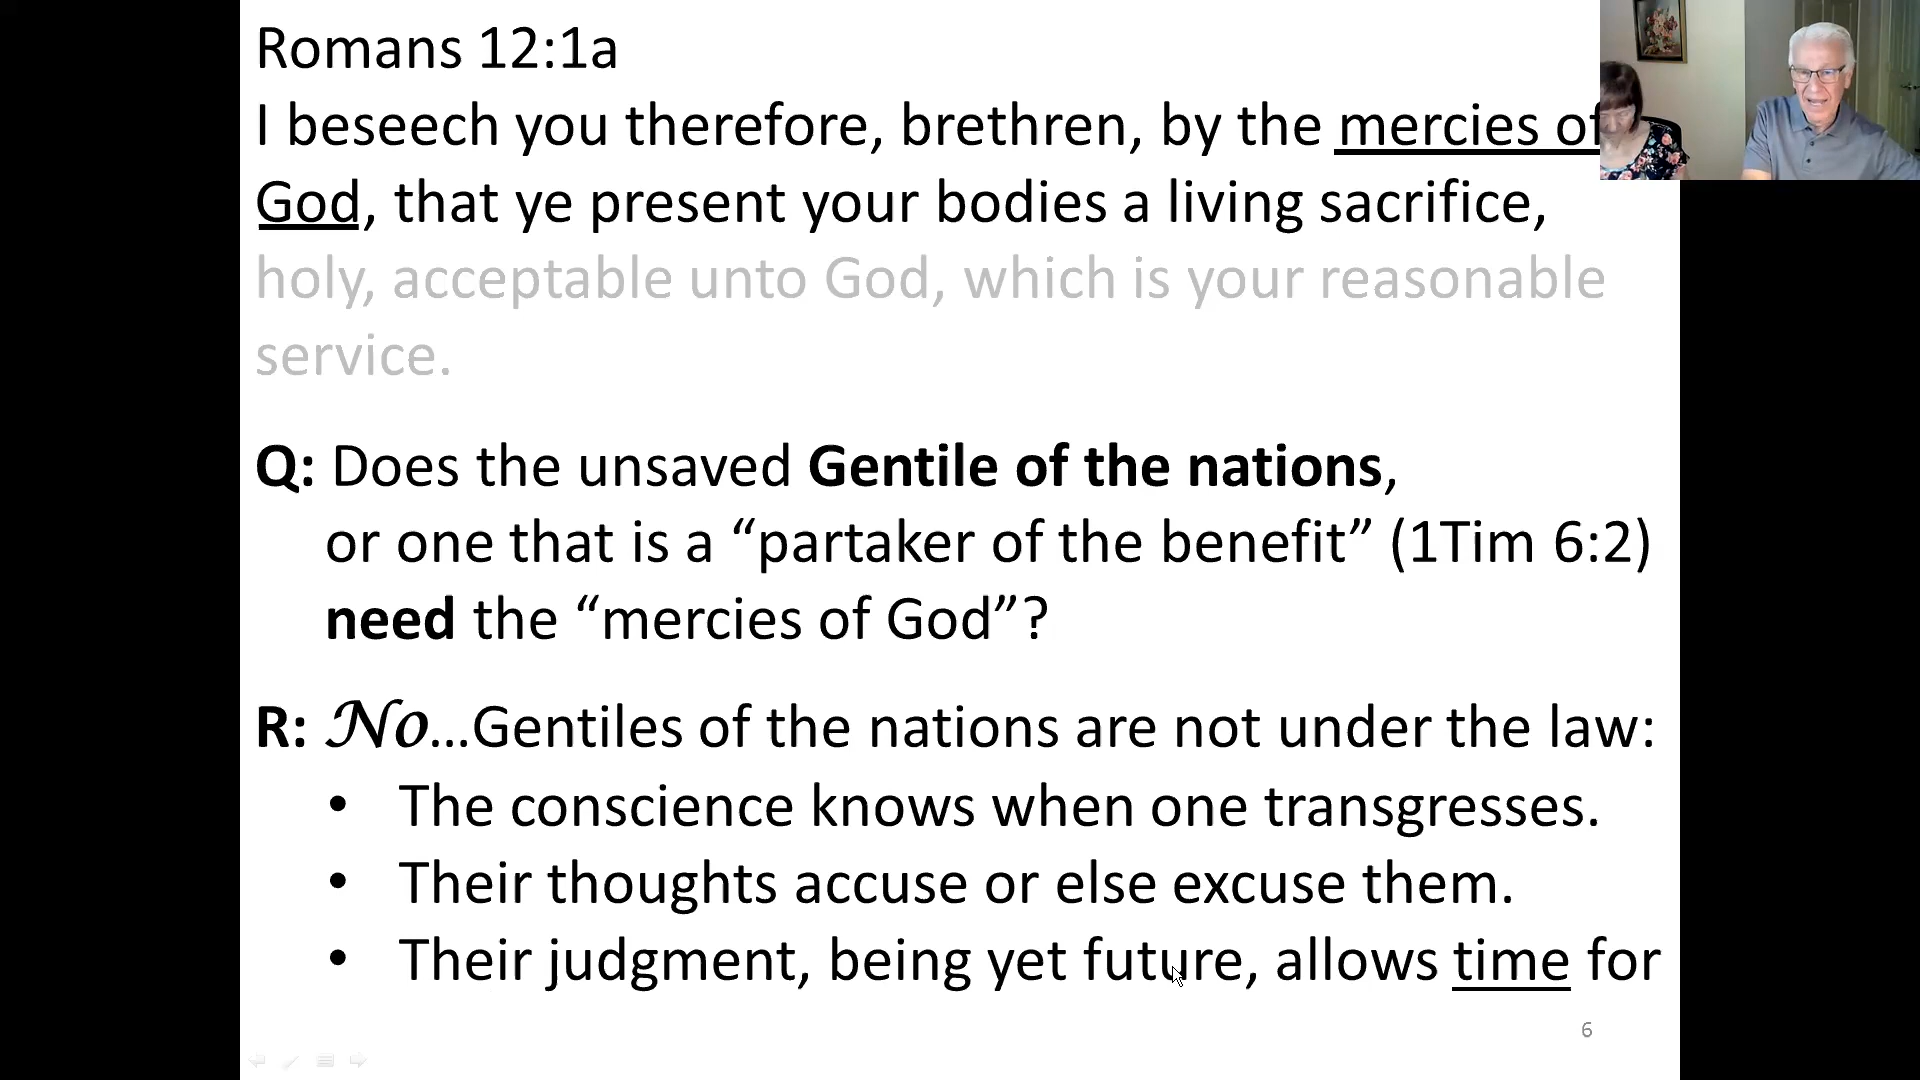 Romans 12:1a
I beseech you therefore, brethren, by the mercies of
God, that ye present your bodies a living sacrifice,
holy, acceptable unto God, which is your reasonable
service.
Q: Does the unsaved Gentile of the nations,
or one that is a “partaker of the benefit” (1Tim 6:2)
need the “mercies of God”?
R: No…Gentiles of the nations are not under the law:
• The conscience knows when one transgresses.
• Their thoughts accuse or else excuse them.
• Their judgment, being yet future, allows time for
6